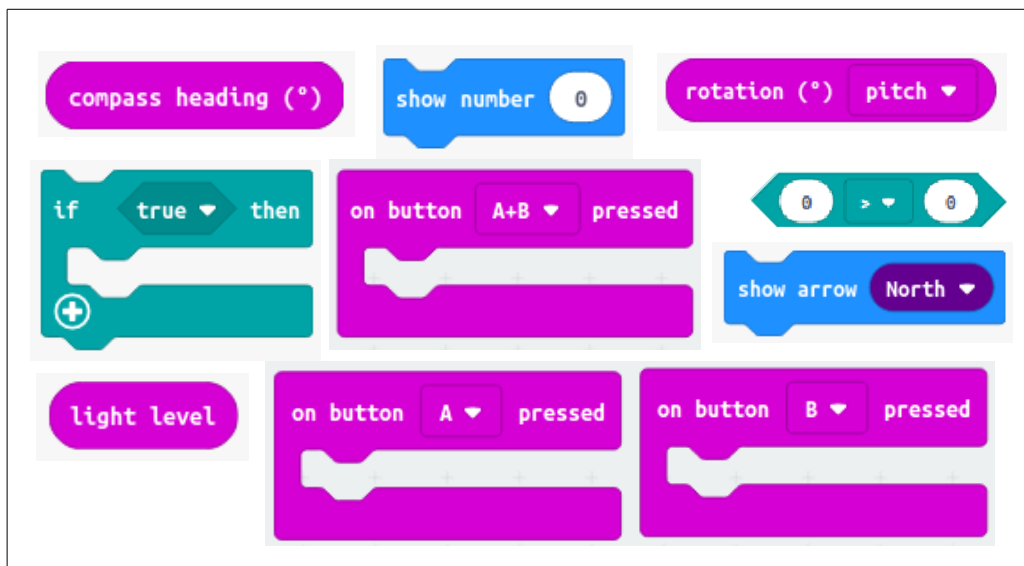 compass heading (°)
show number 0
rotation (°) pitch
if true then
on button A+B pressed
0 > 0
show arrow North
light level
on button A pressed
on button B pressed